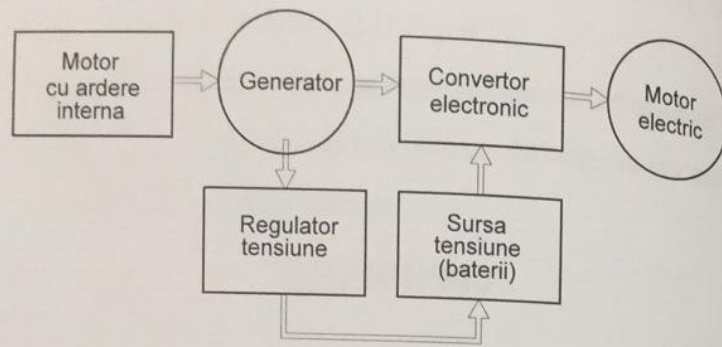 Motor
cu ardere
interna
Generator
Convertor
electronic
Motor
electric
Regulator
tensiune
Sursa
tensiune
(baterii)